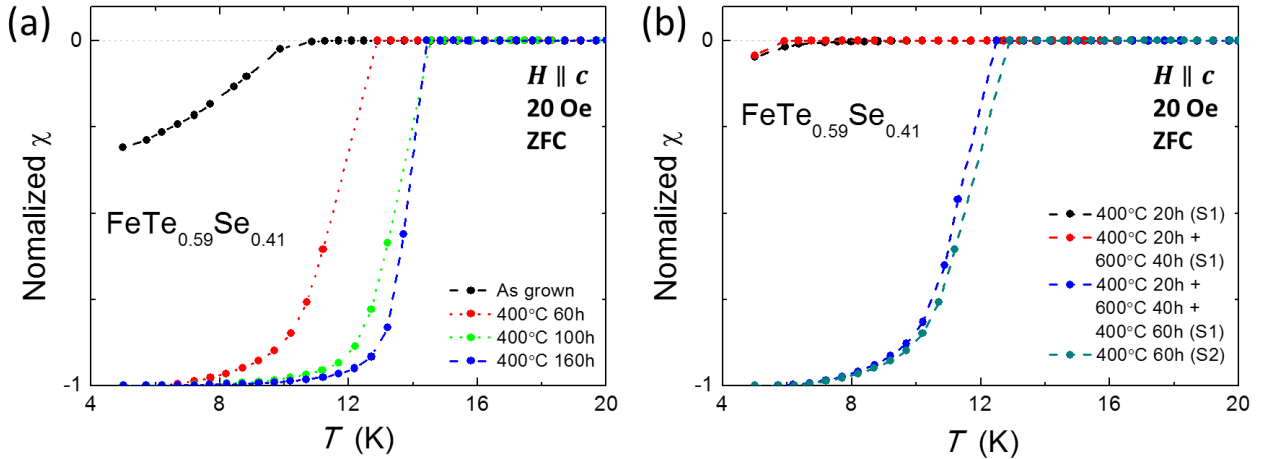 (a)
0
H ∥ c
20 Oe
ZFC
FeTe0.59Se0.41
Nomalized χ
As grown
400°C 60h
400°C 100h
400°C 160h
-1
4 8 12 16 20
T (K)
(b)
0
H ∥ c
20 Oe
ZFC
FeTe0.59Se0.41
Nomalized χ
400°C 20h (S1)
400°C 20h +
600°C 40h (S1)
400°C 20h +
600°C 40h +
400°C 60h (S1)
400°C 60h (S2)
-1
4 8 12 16 20
T (K)